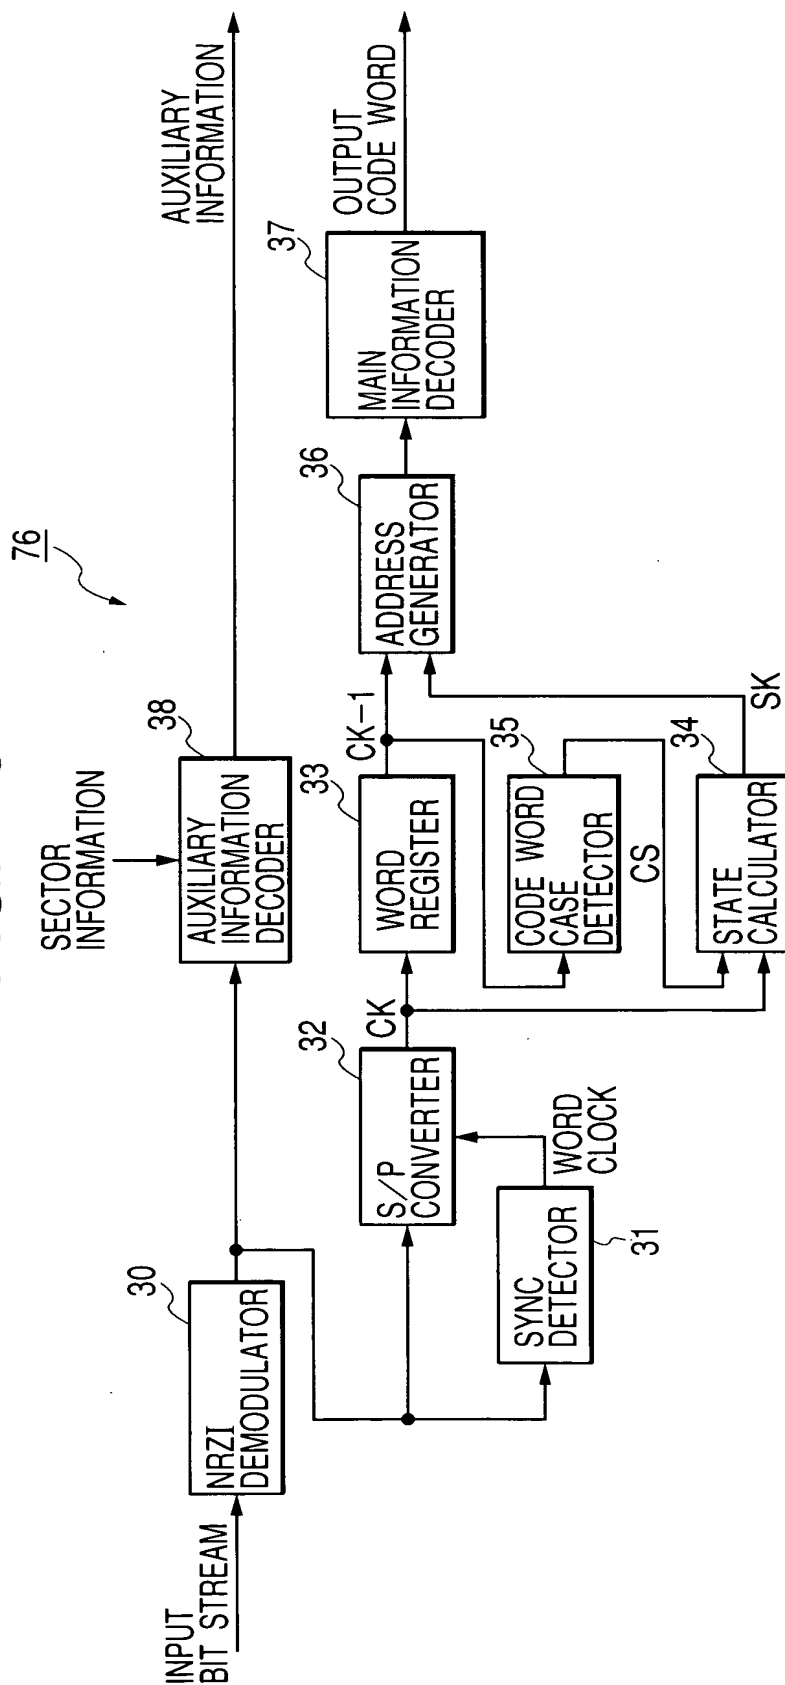 76
INPUT
BIT STREAM
30
NRZI
DEMODULATOR
SECTOR
INFORMATION
38
AUXILIARY
INFORMATION
DECODER
AUXILIARY
INFORMATION
31
SYNC
DETECTOR
WORD
CLOCK
32
S/P
CONVERTER
CK
33
WORD
REGISTER
CK-1
35
CODE WORD
CASE
DETECTOR
CS
34
STATE
CALCULATOR
SK
36
ADDRESS
GENERATOR
37
MAIN
INFORMATION
DECODER
OUTPUT
CODE WORD